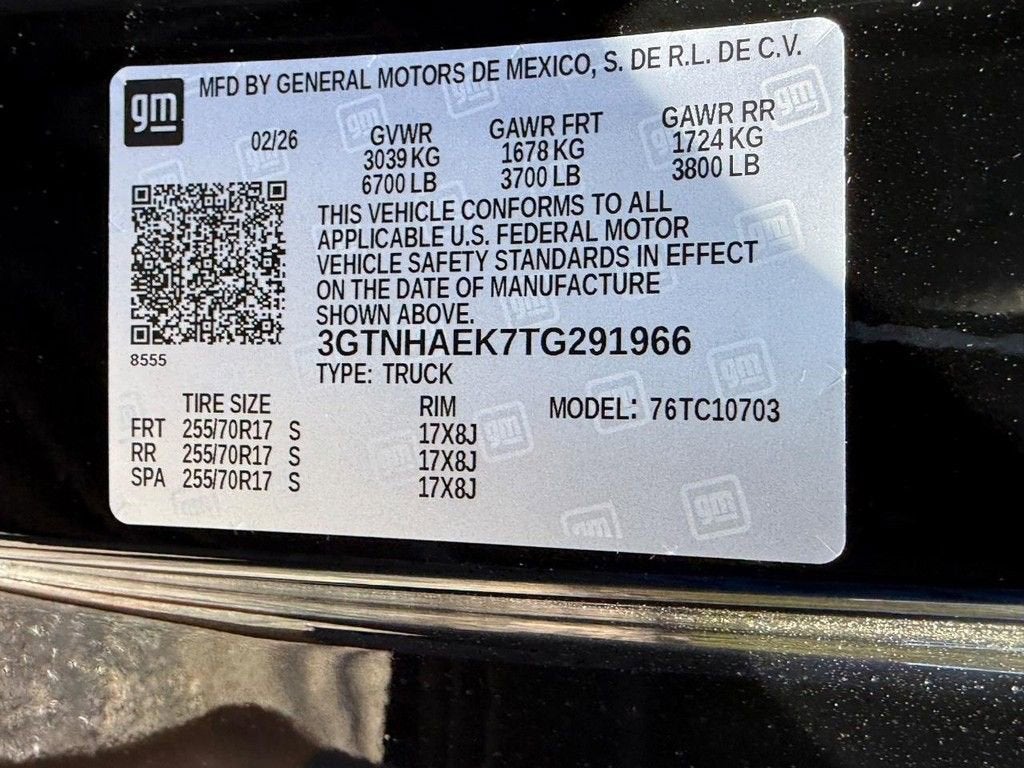 gm
MFD BY GENERAL MOTORS DE MEXICO, S. DE R.L. DE C.V.
02/26
GVWR GAWR FRT GAWR RR
3039 KG 1678 KG 1724 KG
6700 LB 3700 LB 3800 LB
THIS VEHICLE CONFORMS TO ALL
APPLICABLE U.S. FEDERAL MOTOR
VEHICLE SAFETY STANDARDS IN EFFECT
ON THE DATE OF MANUFACTURE
SHOWN ABOVE.
8555
3GTNHAEK7TG291966
TYPE: TRUCK
TIRE SIZE RIM MODEL: 76TC10703
FRT 255/70R17 S 17X8J
RR 255/70R17 S 17X8J
SPA 255/70R17 S 17X8J